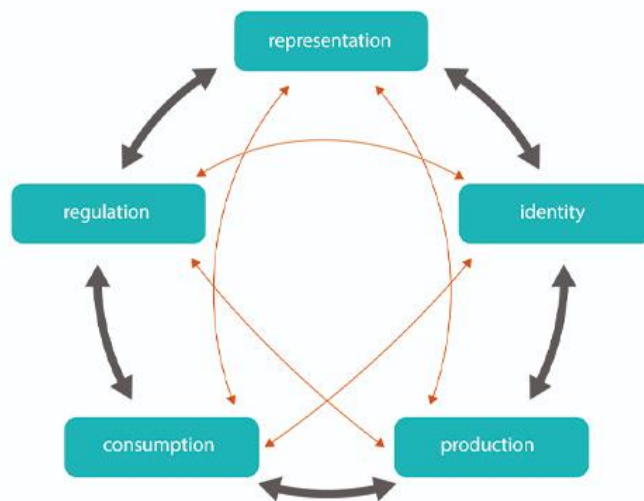 representation
regulation
identity
consumption
production